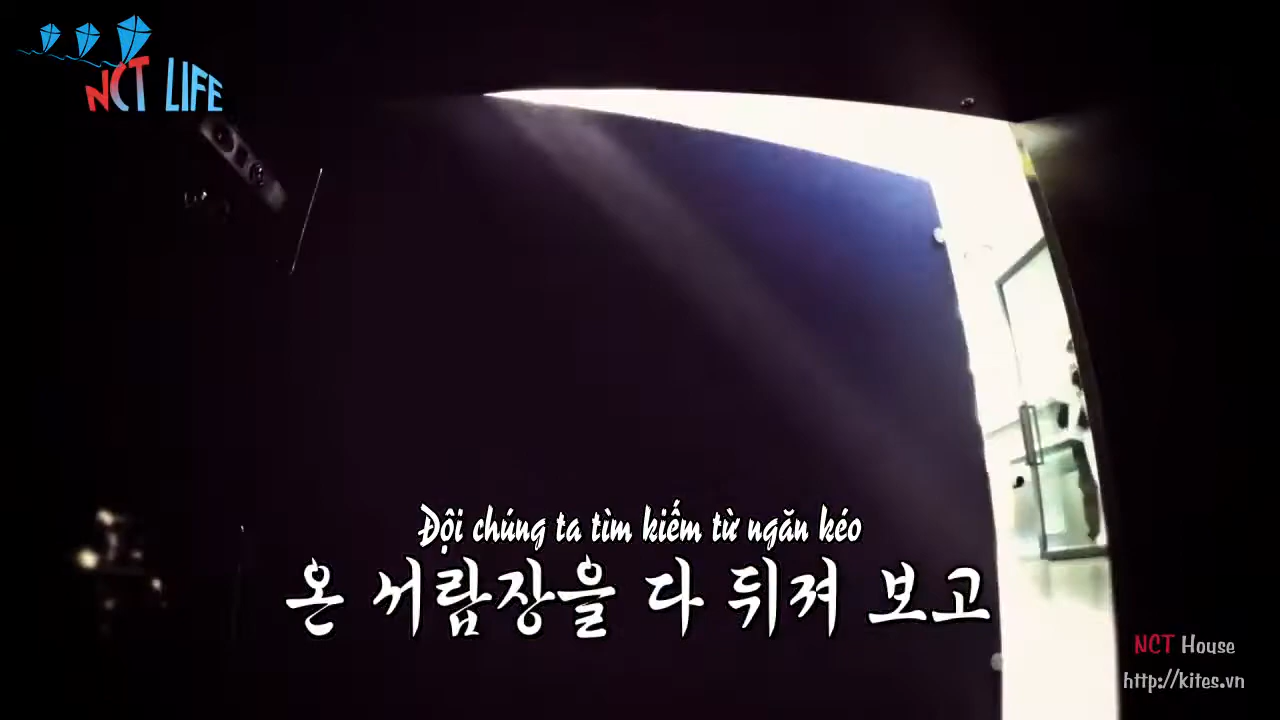 NCT LIFE
Đội chúng ta tìm kiếm từ ngăn kéo
온 서랍장을 다 뒤져 보고
NCT House
http://kites.vn